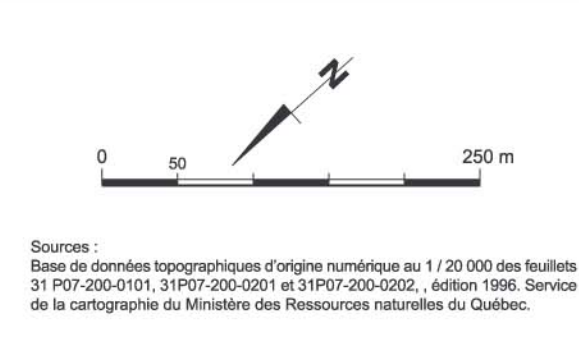 N
0 50 250 m
Sources :
Base de données topographiques d'origine numérique au 1 / 20 000 des feuillets
31 P07-200-0101, 31P07-200-0201 et 31P07-200-0202, , édition 1996. Service
de la cartographie du Ministère des Ressources naturelles du Québec.